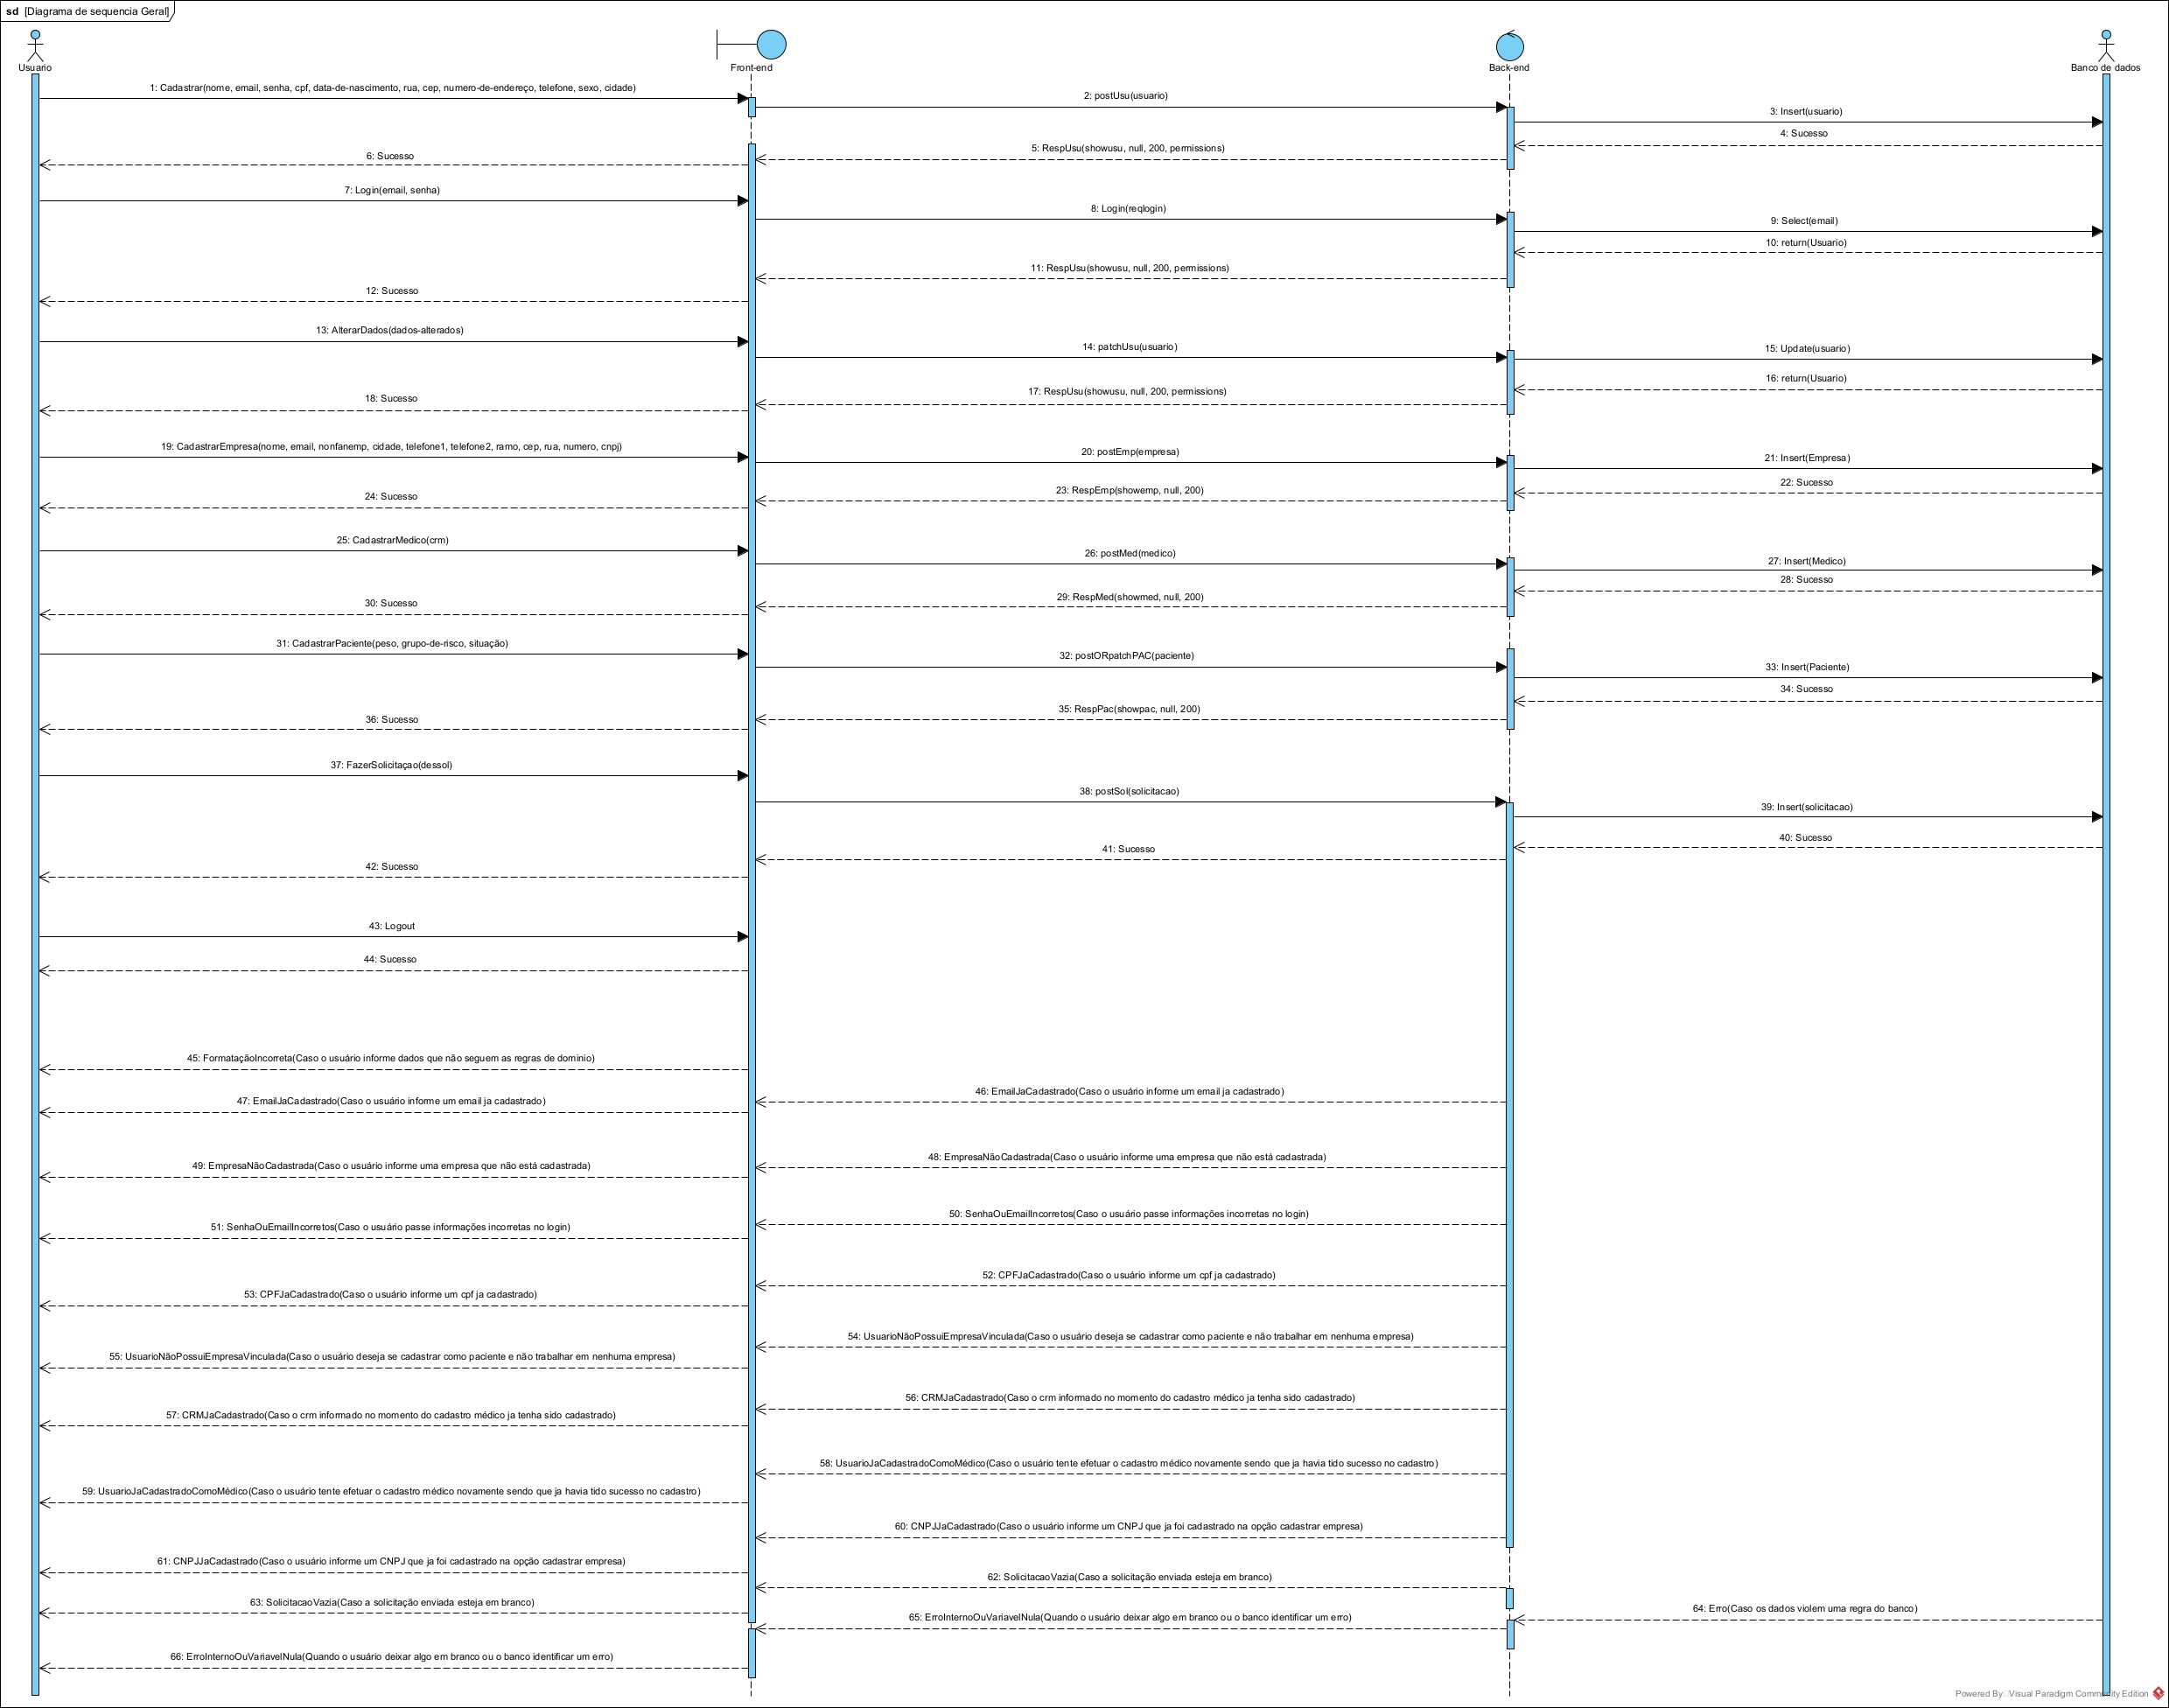 sd [Diagrama de sequencia Geral]
Usuario
Front-end
Back-end
Banco de dados
1: Cadastrar(nome, email, senha, cpf, data-de-nascimento, rua, cep, numero-de-endereço, telefone, sexo, cidade)
2: postUsu(usuario)
3: Insert(usuario)
4: Sucesso
5: RespUsu(showusu, null, 200, permissions)
6: Sucesso
7: Login(email, senha)
8: Login(reqlogin)
9: Select(email)
10: return(Usuario)
11: RespUsu(showusu, null, 200, permissions)
12: Sucesso
13: AlterarDados(dados-alterados)
14: patchUsu(usuario)
15: Update(usuario)
16: return(Usuario)
17: RespUsu(showusu, null, 200, permissions)
18: Sucesso
19: CadastrarEmpresa(nome, email, nonfanemp, cidade, telefone1, telefone2, ramo, cep, rua, numero, cnpj)
20: postEmp(empresa)
21: Insert(Empresa)
22: Sucesso
23: RespEmp(showemp, null, 200)
24: Sucesso
25: CadastrarMedico(crm)
26: postMed(medico)
27: Insert(Medico)
28: Sucesso
29: RespMed(showmed, null, 200)
30: Sucesso
31: CadastrarPaciente(peso, grupo-de-risco, situação)
32: postORpatchPAC(paciente)
33: Insert(Paciente)
34: Sucesso
35: RespPac(showpac, null, 200)
36: Sucesso
37: FazerSolicitaçao(dessol)
38: postSol(solicitacao)
39: Insert(solicitacao)
40: Sucesso
41: Sucesso
42: Sucesso
43: Logout
44: Sucesso
45: FormataçãoIncorreta(Caso o usuário informe dados que não seguem as regras de dominio)
46: EmailJaCadastrado(Caso o usuário informe um email ja cadastrado)
47: EmailJaCadastrado(Caso o usuário informe um email ja cadastrado)
48: EmpresaNãoCadastrada(Caso o usuário informe uma empresa que não está cadastrada)
49: EmpresaNãoCadastrada(Caso o usuário informe uma empresa que não está cadastrada)
50: SenhaOuEmailIncorretos(Caso o usuário passe informações incorretas no login)
51: SenhaOuEmailIncorretos(Caso o usuário passe informações incorretas no login)
52: CPFJaCadastrado(Caso o usuário informe um cpf ja cadastrado)
53: CPFJaCadastrado(Caso o usuário informe um cpf ja cadastrado)
54: UsuarioNãoPossuiEmpresaVinculada(Caso o usuário deseja se cadastrar como paciente e não trabalhar em nenhuma empresa)
55: UsuarioNãoPossuiEmpresaVinculada(Caso o usuário deseja se cadastrar como paciente e não trabalhar em nenhuma empresa)
56: CRMJaCadastrado(Caso o crm informado no momento do cadastro médico ja tenha sido cadastrado)
57: CRMJaCadastrado(Caso o crm informado no momento do cadastro médico ja tenha sido cadastrado)
58: UsuarioJaCadastradoComoMédico(Caso o usuário tente efetuar o cadastro médico novamente sendo que ja havia tido sucesso no cadastro)
59: UsuarioJaCadastradoComoMédico(Caso o usuário tente efetuar o cadastro médico novamente sendo que ja havia tido sucesso no cadastro)
60: CNPJJaCadastrado(Caso o usuário informe um CNPJ que ja foi cadastrado na opção cadastrar empresa)
61: CNPJJaCadastrado(Caso o usuário informe um CNPJ que ja foi cadastrado na opção cadastrar empresa)
62: SolicitacaoVazia(Caso a solicitação enviada esteja em branco)
63: SolicitacaoVazia(Caso a solicitação enviada esteja em branco)
64: Erro(Caso os dados violem uma regra do banco)
65: ErroInternoOuVariavelNula(Quando o usuário deixar algo em branco ou o banco identificar um erro)
66: ErroInternoOuVariavelNula(Quando o usuário deixar algo em branco ou o banco identificar um erro)
Powered By Visual Paradigm Community Edition